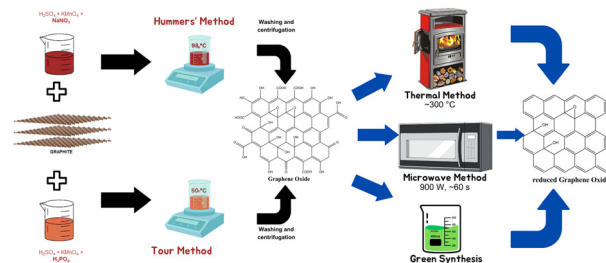 H₂SO₄ + KMnO₄ +
NaNO₃
Hummers' Method
Washing and
centrifugation
98 °C
GRAPHITE
H₂SO₄ + KMnO₄ +
H₃PO₄
50 °C
Tour Method
Washing and
centrifugation
Graphene Oxide
Thermal Method
~300 °C
Microwave Method
900 W, ~60 s
Green Synthesis
reduced Graphene Oxide